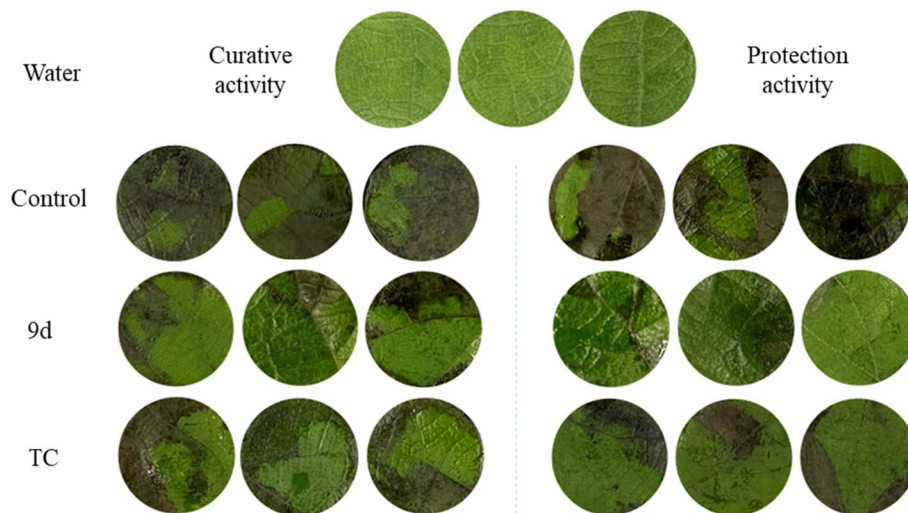 Water
Curative
activity
Protection
activity
Control
9d
TC